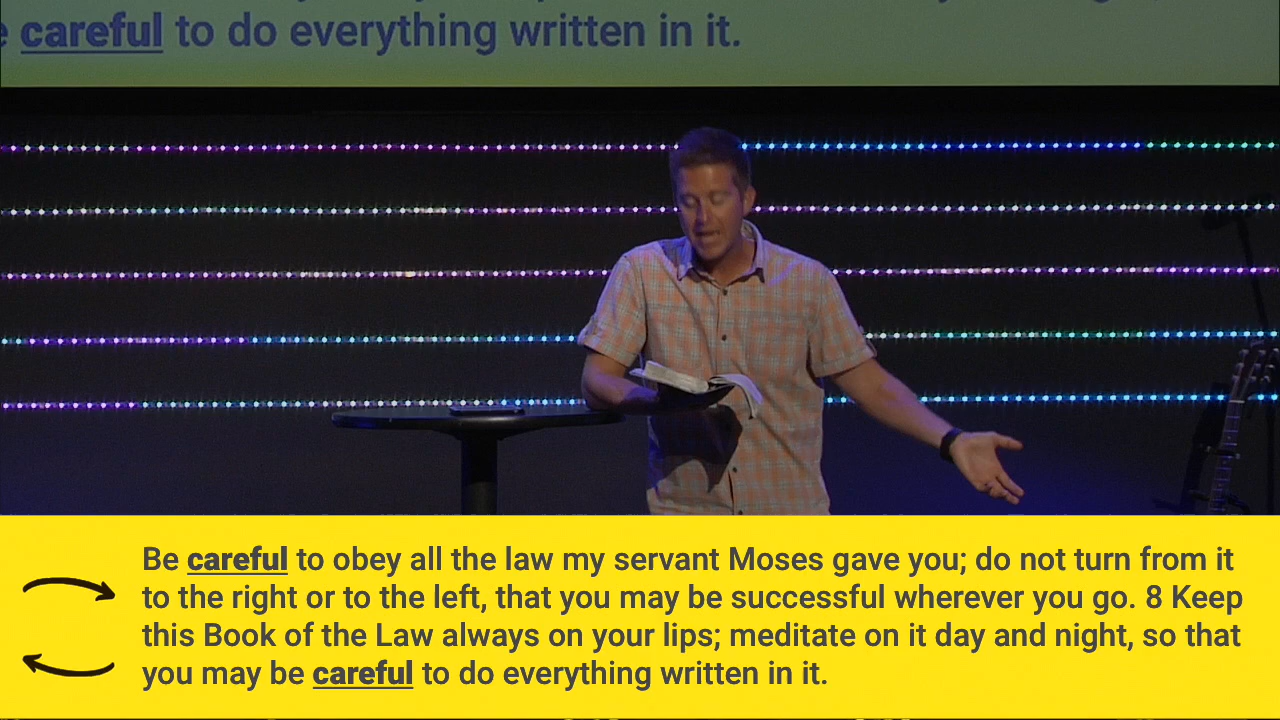 careful to do everything written in it.
Be careful to obey all the law my servant Moses gave you; do not turn from it
to the right or to the left, that you may be successful wherever you go. 8 Keep
this Book of the Law always on your lips; meditate on it day and night, so that
you may be careful to do everything written in it.